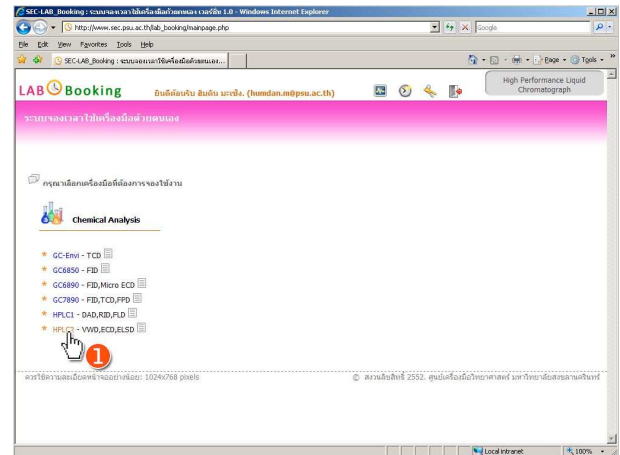 SEC-LAB_Booking : ระบบจองเวลาใช้เครื่องมือด้วยตนเอง เวอร์ชั่น 1.0 - Windows Internet Explorer
http://www.sec.psu.ac.th/lab_booking/mainpage.php
Google
File Edit View Favorites Tools Help
SEC-LAB_Booking : ระบบจองเวลาใช้เครื่องมือด้วยตนเอง...
Page Tools
LAB Booking
ยินดีต้อนรับ ฮัมดัน มะเซ็ง. (humdan.m@psu.ac.th)
High Performance Liquid
Chromatograph
ระบบจองเวลาใช้เครื่องมือด้วยตนเอง
กรุณาเลือกเครื่องมือที่ต้องการจองใช้งาน
Chemical Analysis
* GC-Envi - TCD
* GC6850 - FID
* GC6890 - FID,Micro ECD
* GC7890 - FID,TCD,FPD
* HPLC1 - DAD,RID,FLD
* HPLC2 - VWD,ECD,ELSD
1
ควรใช้ความละเอียดหน้าจออย่างน้อย: 1024x768 pixels
© สงวนลิขสิทธิ์ 2552. ศูนย์เครื่องมือวิทยาศาสตร์ มหาวิทยาลัยสงขลานครินทร์
Local intranet
100%